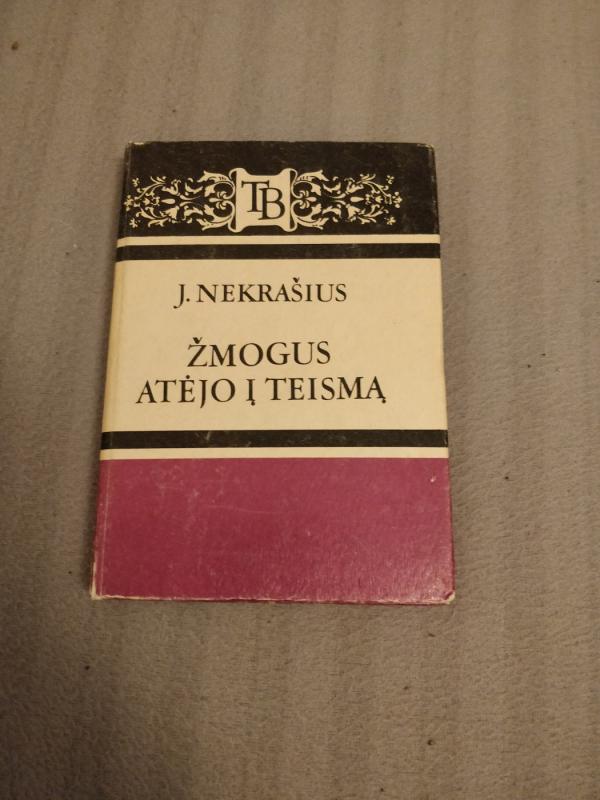 TB
J. NEKRAŠIUS
ŽMOGUS
ATĖJO Į TEISMĄ